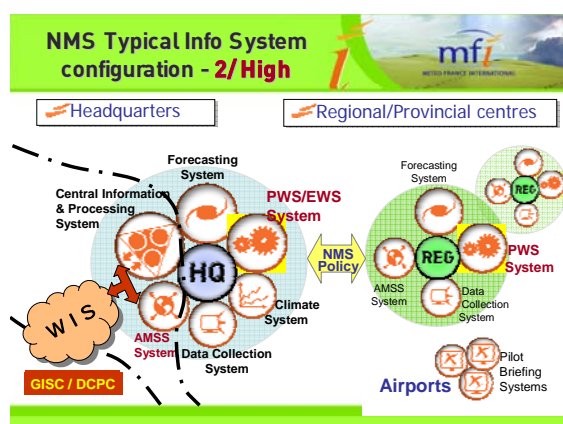 NMS Typical Info System
configuration - 2/High
mfi
METEO FRANCE INTERNATIONAL
Headquarters
Regional/Provincial centres
Forecasting
System
Central Information
& Processing
System
PWS/EWS
System
.HQ
Climate
System
Data Collection
System
AMSS
System
WIS
GISC / DCPC
NMS
Policy
Forecasting
System
REG
REG
PWS
System
AMSS
System
Data
Collection
System
Airports
Pilot
Briefing
Systems